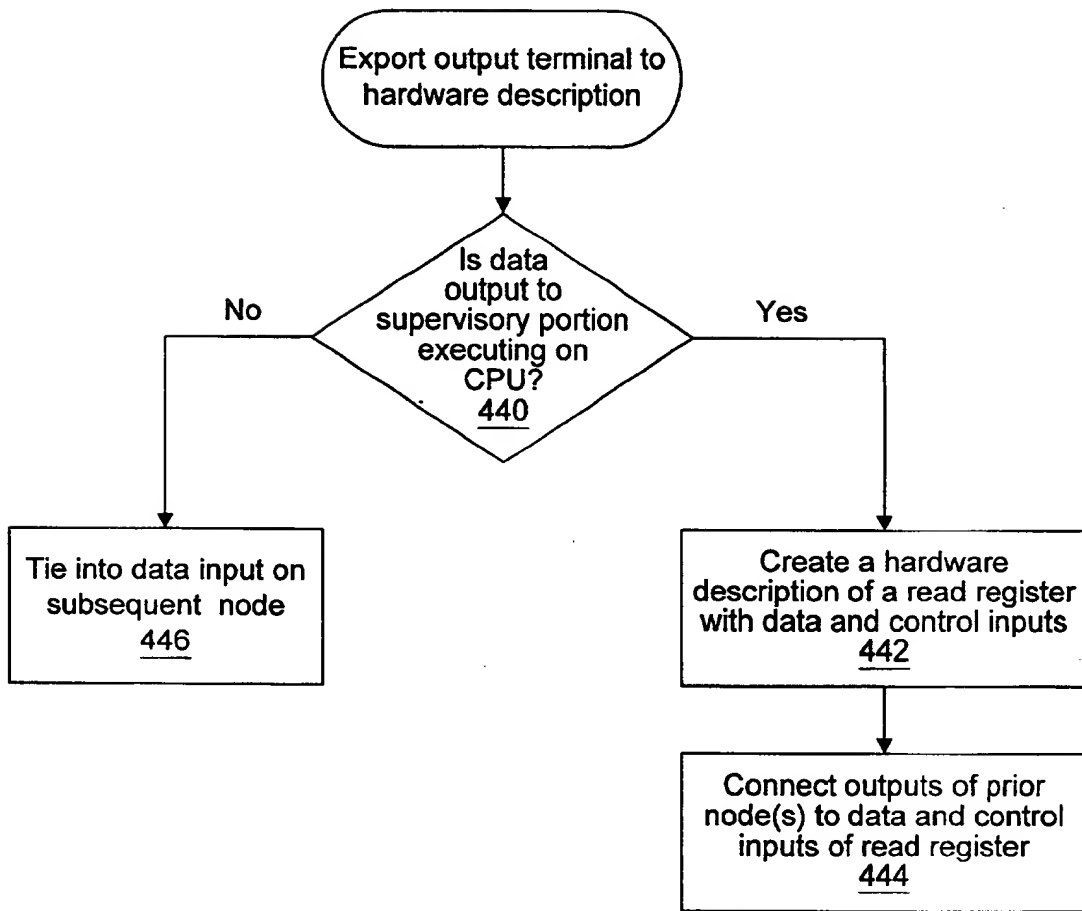 Export output terminal to
hardware description
Is data
output to
supervisory portion
executing on
CPU?
440
No
Yes
Tie into data input on
subsequent node
446
Create a hardware
description of a read register
with data and control inputs
442
Connect outputs of prior
node(s) to data and control
inputs of read register
444